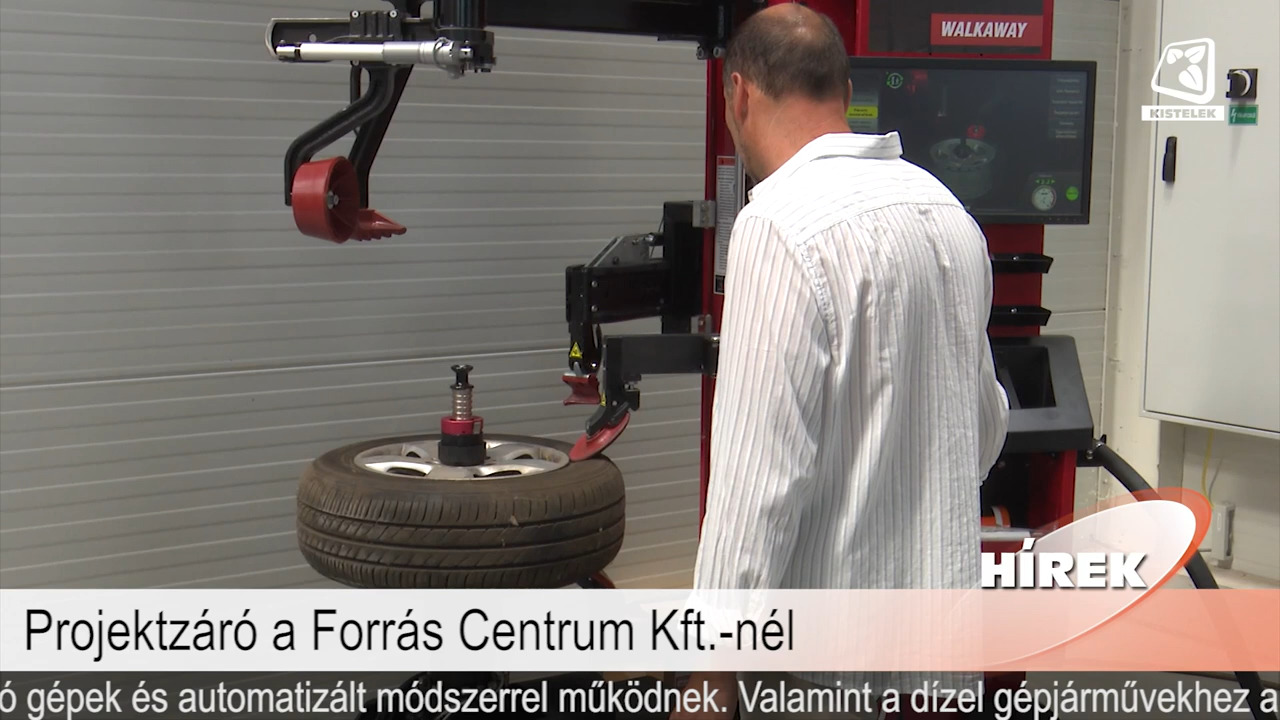 WALKAWAY
KISTELEK
HÍREK
Projektzáró a Forrás Centrum Kft.-nél
ó gépek és automatizált módszerrel működnek. Valamint a dízel gépjárművekhez a